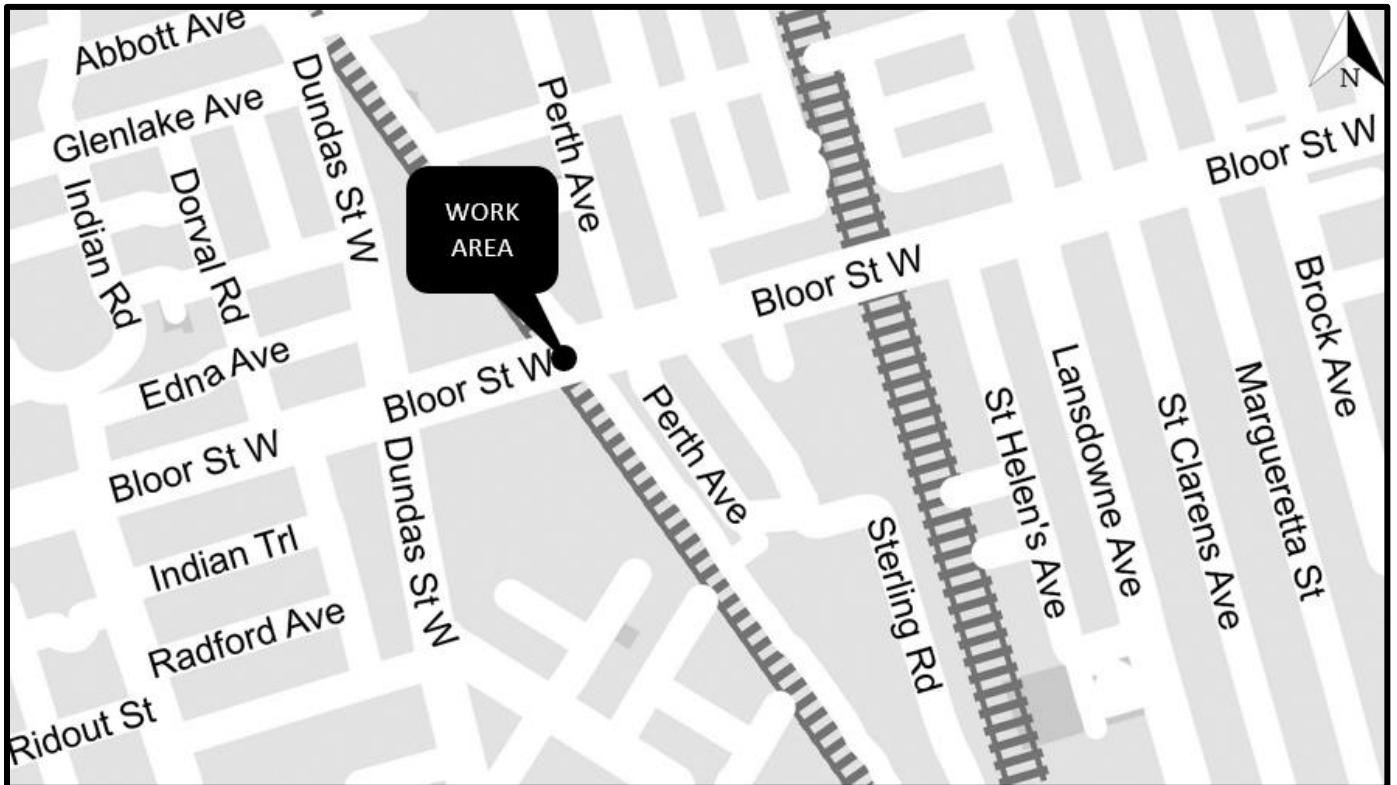 Abbott Ave
Glenlake Ave
Dundas St W
Perth Ave
N
Bloor St W
Indian Rd
Dorval Rd
WORK
AREA
Bloor St W
Brock Ave
Edna Ave
Bloor St W
Lansdowne Ave
Margueretta St
Perth Ave
St Helen's Ave
St Clarens Ave
Bloor St W
Dundas St W
Indian Trl
Sterling Rd
Radford Ave
Ridout St